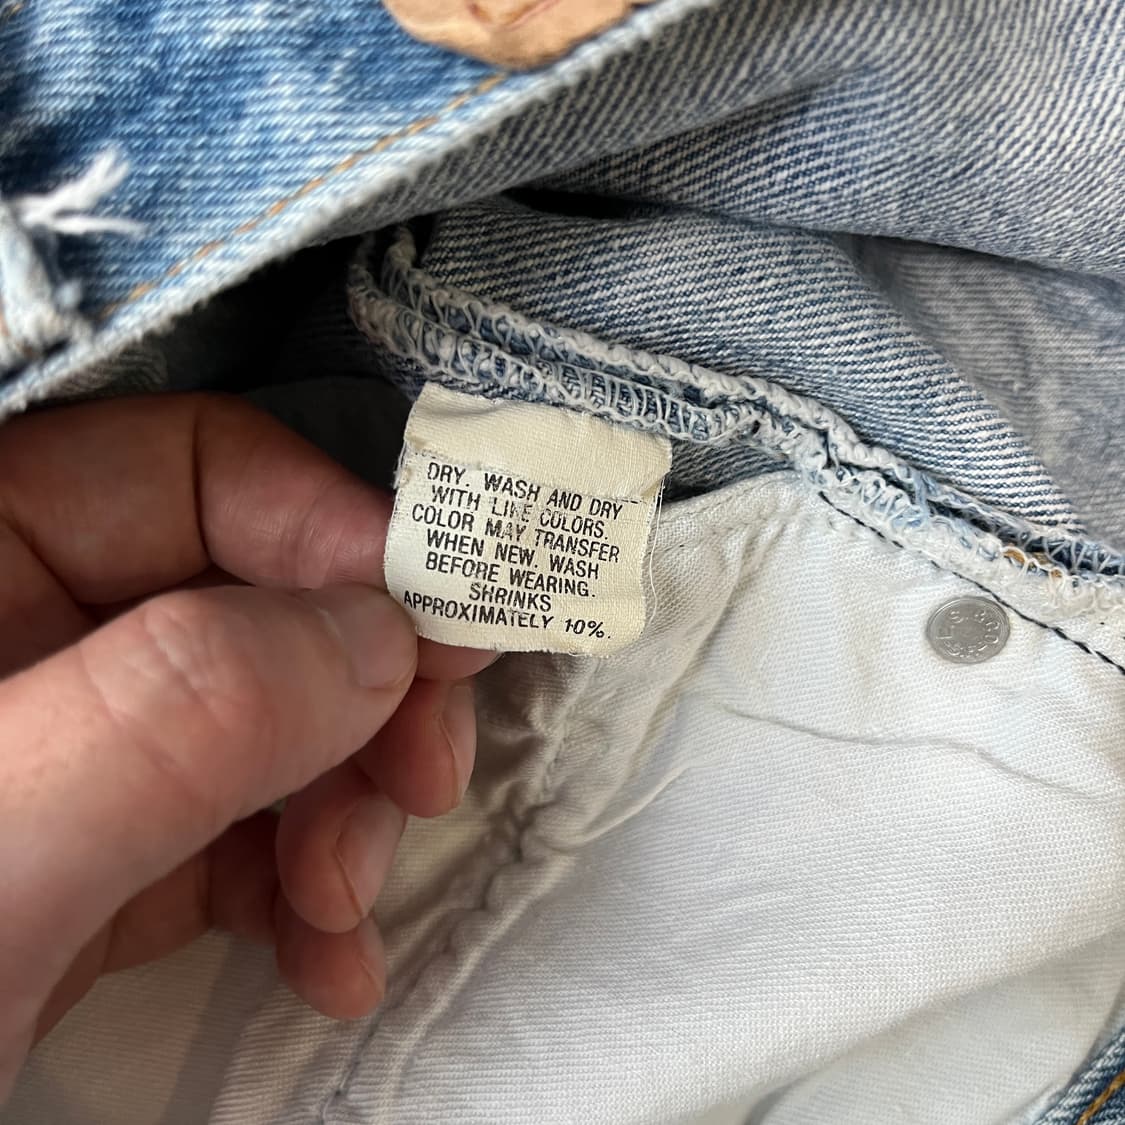 DRY. WASH AND DRY
WITH LIKE COLORS.
COLOR MAY TRANSFER
WHEN NEW. WASH
BEFORE WEARING.
SHRINKS
APPROXIMATELY 10%.